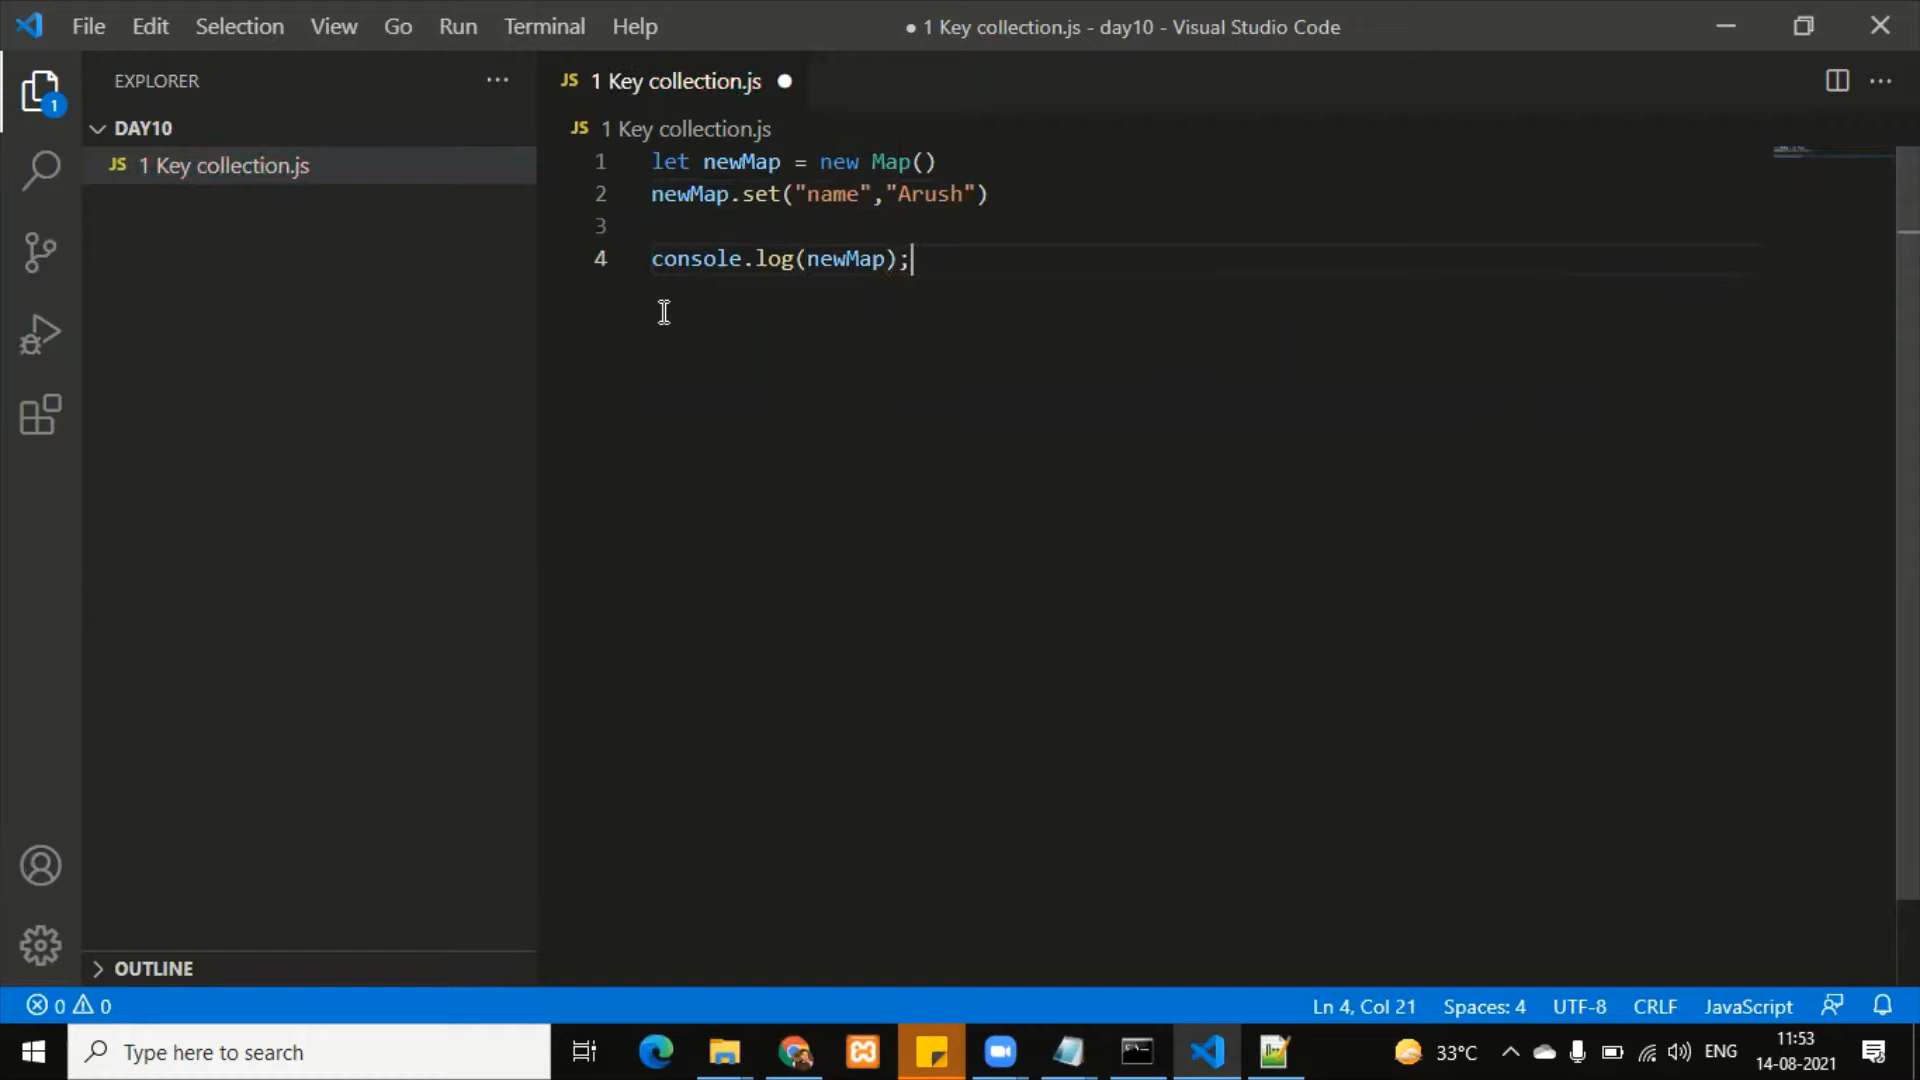 File Edit Selection View Go Run Terminal Help
● 1 Key collection.js - day10 - Visual Studio Code
EXPLORER
1
DAY10
JS 1 Key collection.js
JS 1 Key collection.js ●
JS 1 Key collection.js
1 let newMap = new Map()
2 newMap.set("name","Arush")
3
4 console.log(newMap);
OUTLINE
0 0
Ln 4, Col 21 Spaces: 4 UTF-8 CRLF JavaScript
Type here to search
33°C
ENG
11:53
14-08-2021